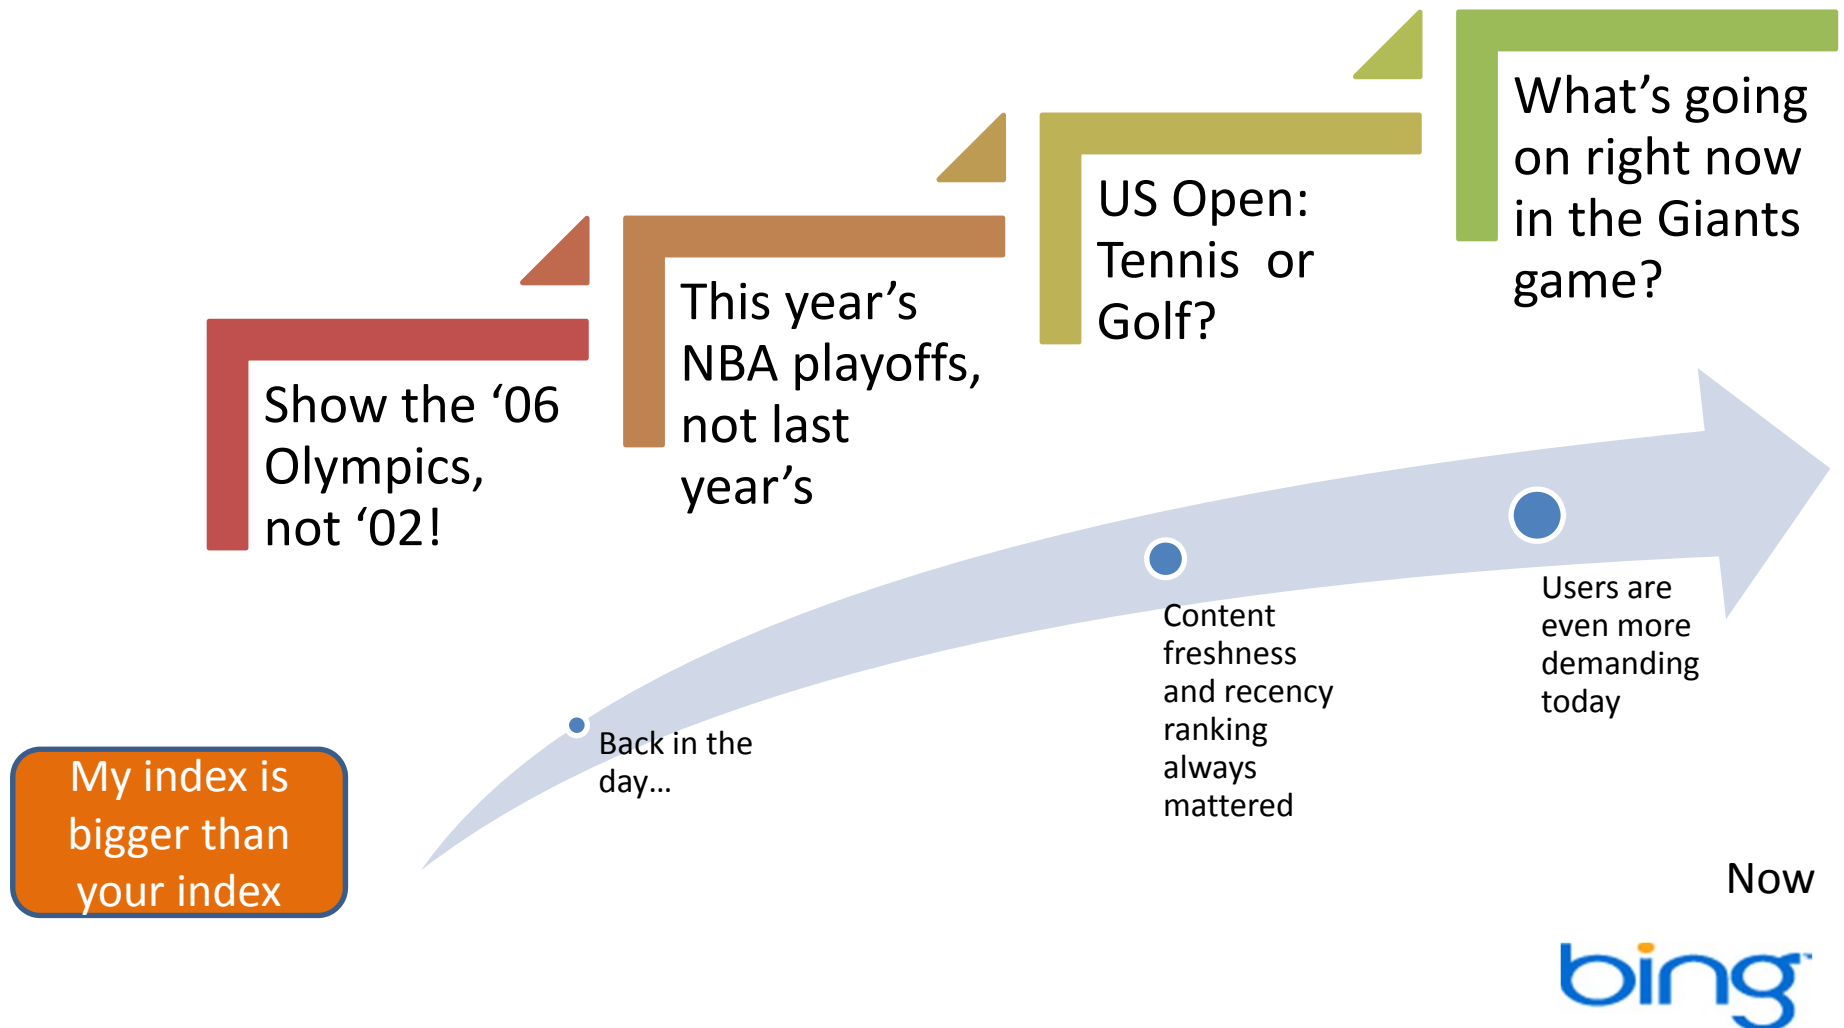 Show the ‘06
Olympics,
not ‘02!
This year’s
NBA playoffs,
not last
year’s
US Open:
Tennis  or
Golf?
What’s going
on right now
in the Giants
game?
My index is
bigger than
your index
Back in the
day…
Content
freshness
and recency
ranking
always
mattered
Users are
even more
demanding
today
Now
bing